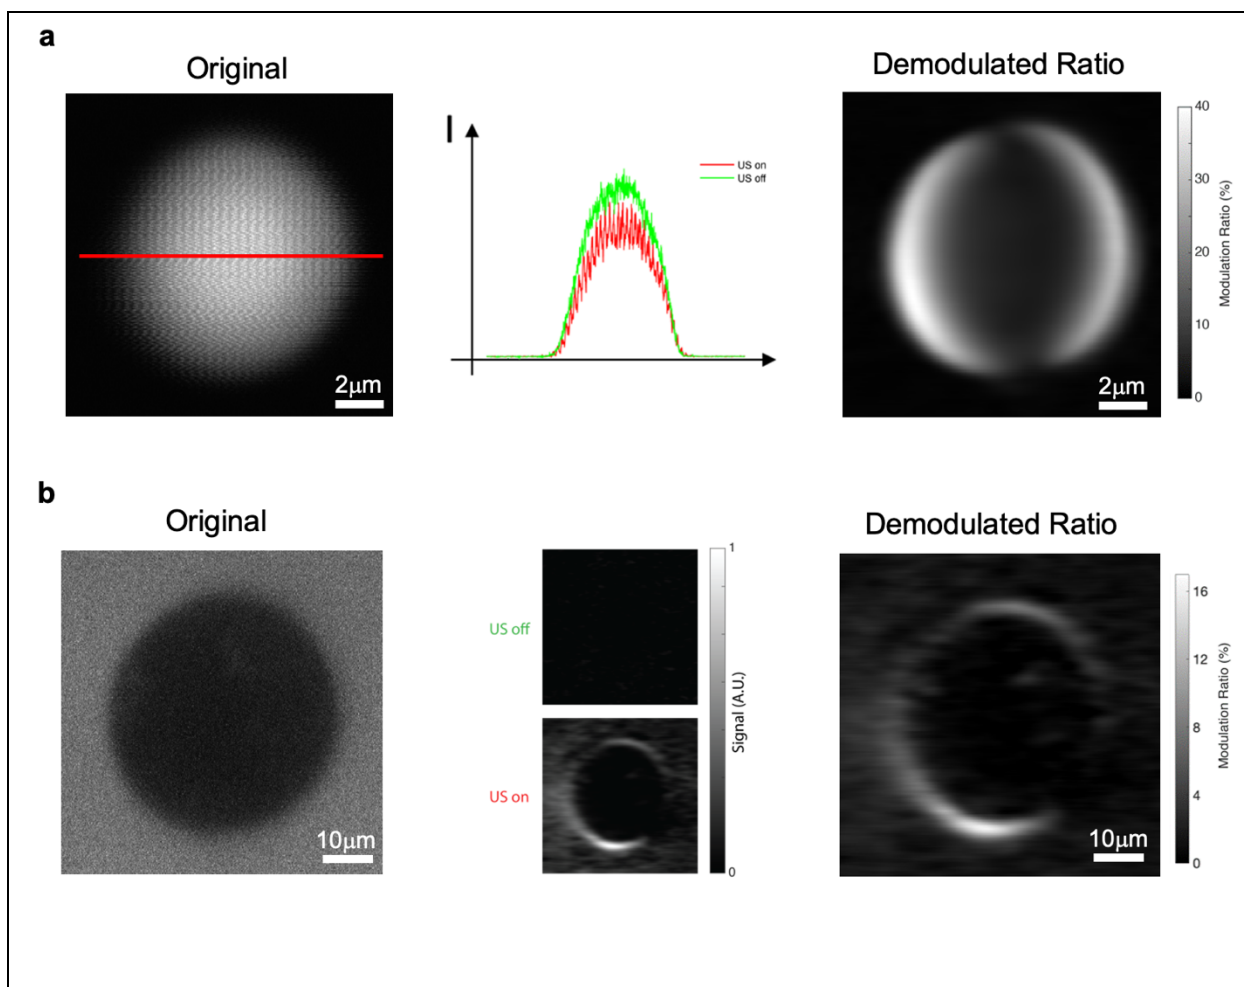 a
Original
Demodulated Ratio
I
US on
US off
2μm
2μm
40
30
20
10
0
Modulation Ratio (%)
b
Original
Demodulated Ratio
US off
US on
1
0
Signal (A.U.)
10μm
10μm
16
12
8
4
0
Modulation Ratio (%)